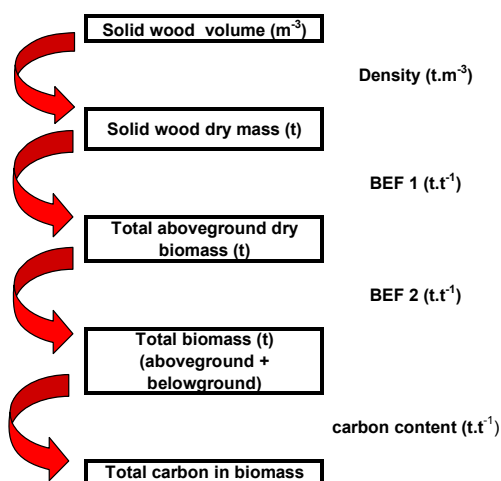 Solid wood volume (m⁻³)
Density (t.m⁻³)
Solid wood dry mass (t)
BEF 1 (t.t⁻¹)
Total aboveground dry
biomass (t)
BEF 2 (t.t⁻¹)
Total biomass (t)
(aboveground +
belowground)
carbon content (t.t⁻¹)
Total carbon in biomass